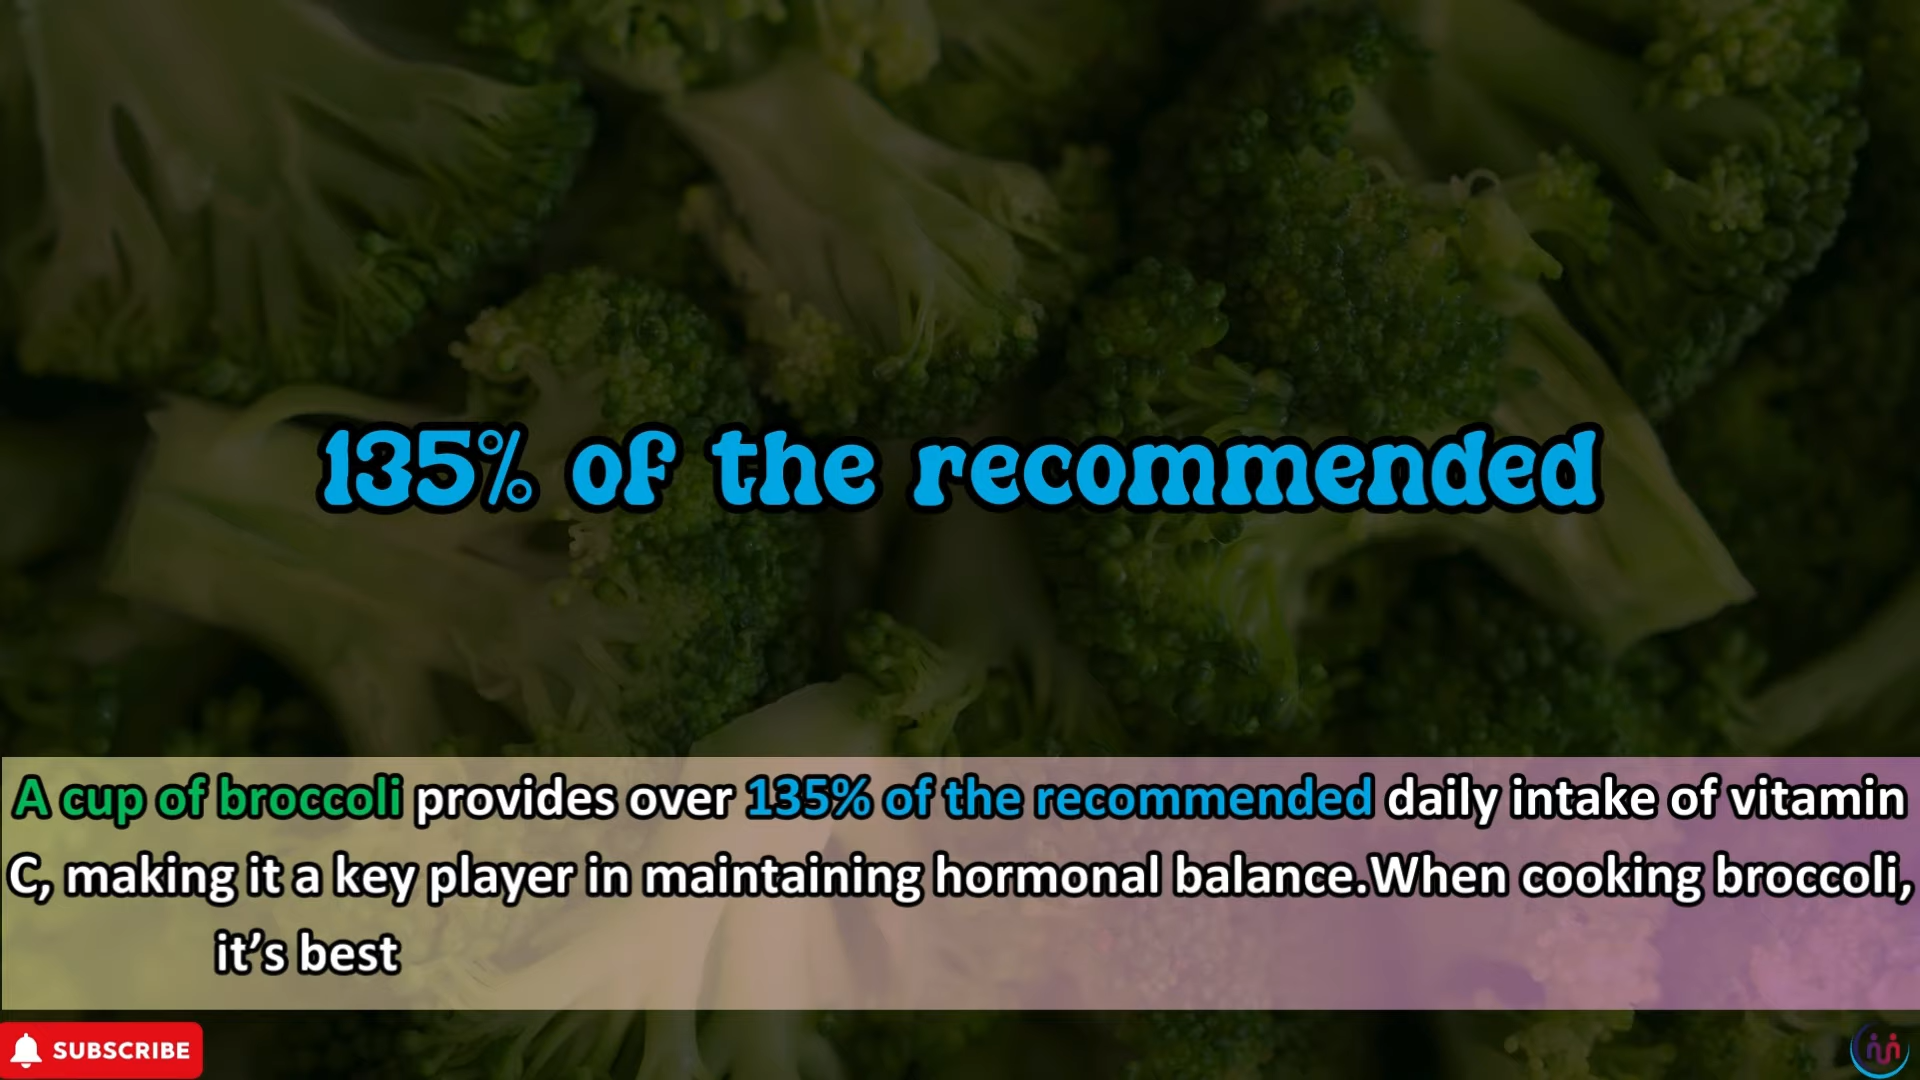 135% of the recommended
A cup of broccoli provides over 135% of the recommended daily intake of vitamin
C, making it a key player in maintaining hormonal balance.When cooking broccoli,
it’s best
SUBSCRIBE